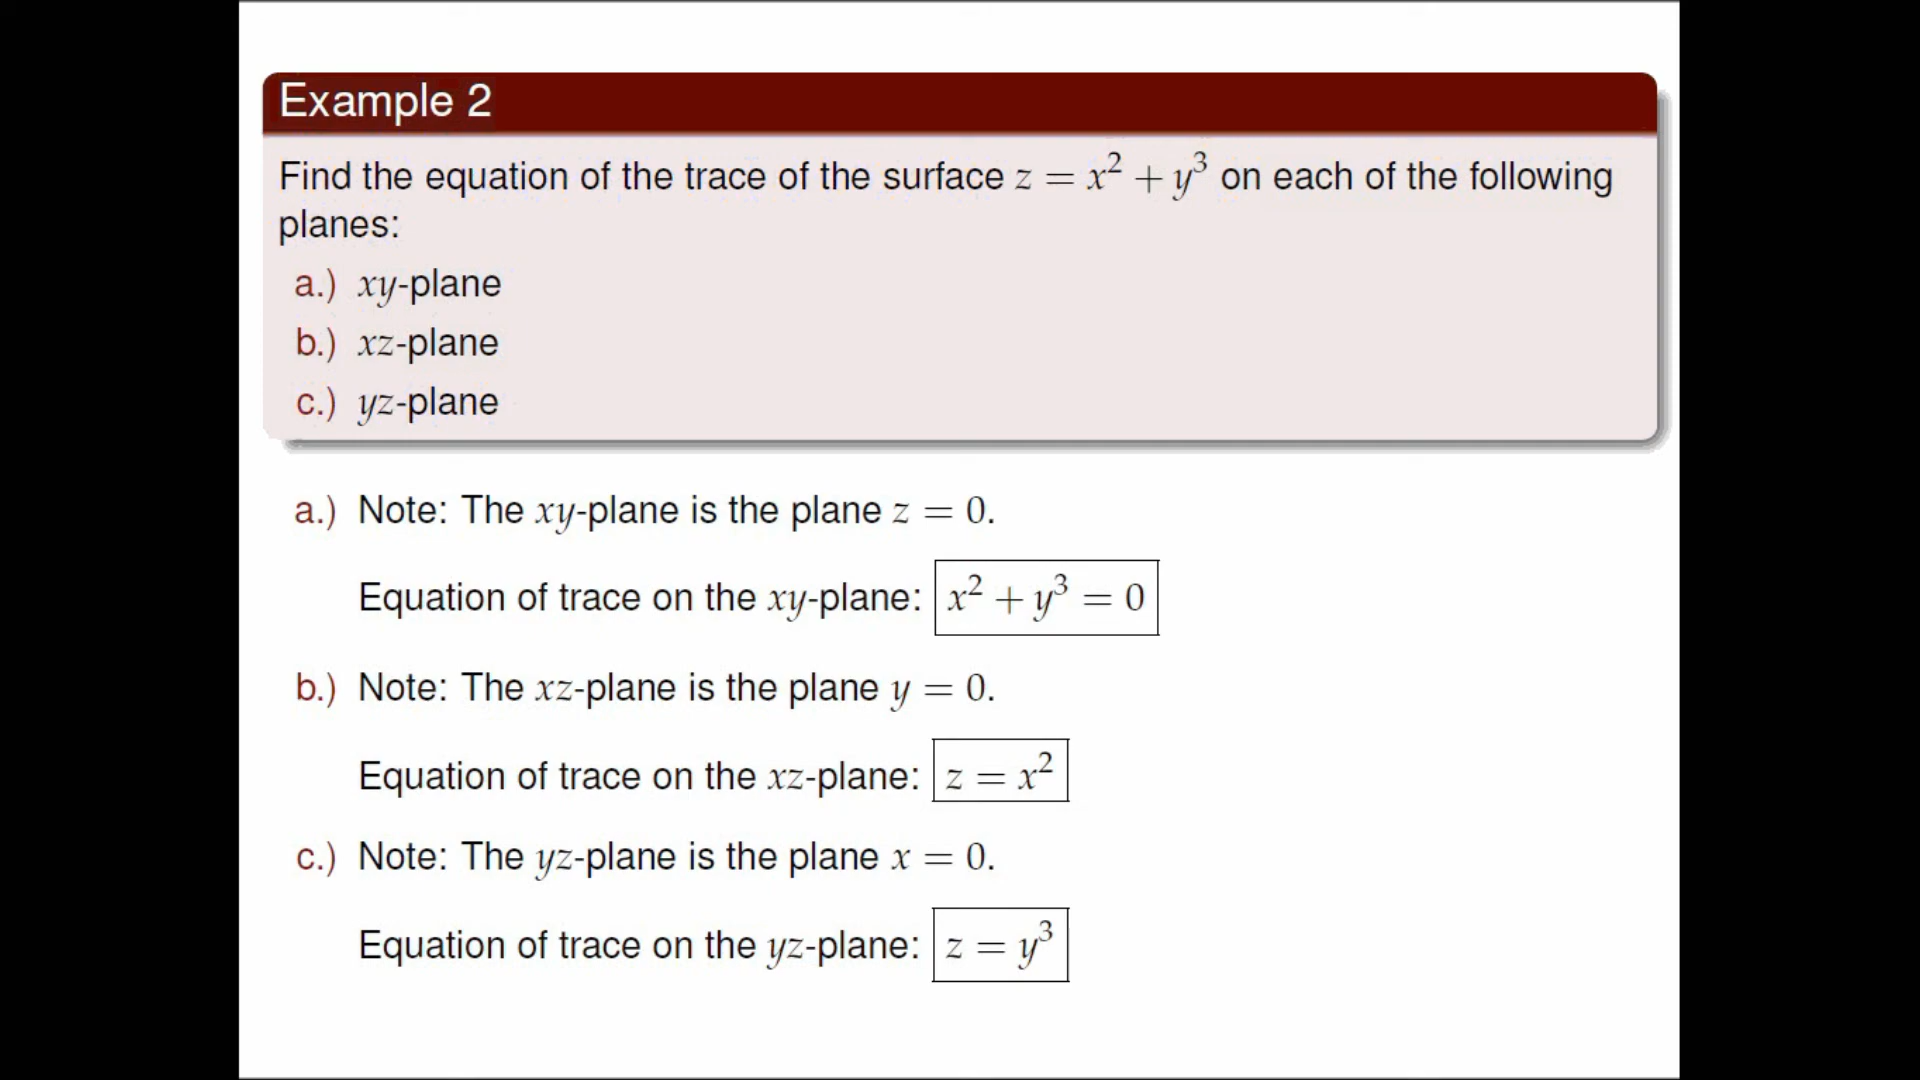 Example 2
Find the equation of the trace of the surface z = x² + y³ on each of the following
planes:
a.) xy-plane
b.) xz-plane
c.) yz-plane
a.) Note: The xy-plane is the plane z = 0.
Equation of trace on the xy-plane: x² + y³ = 0
b.) Note: The xz-plane is the plane y = 0.
Equation of trace on the xz-plane: z = x²
c.) Note: The yz-plane is the plane x = 0.
Equation of trace on the yz-plane: z = y³